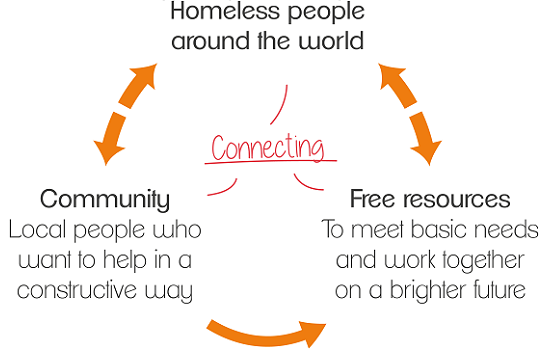 Homeless people
around the world
Connecting
Community
Local people who
want to help in a
constructive way
Free resources
To meet basic needs
and work together
on a brighter future